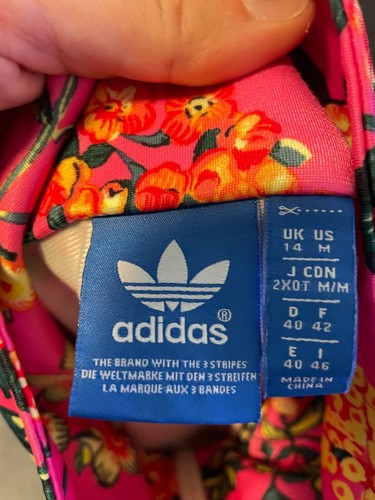 adidas®
THE BRAND WITH THE 3 STRIPES
DIE WELTMARKE MIT DEN 3 STREIFEN
LA MARQUE AUX 3 BANDES
UK US
14 M
J CDN
2XOT M/M
D F
40 42
E I
40 46
MADE IN
CHINA